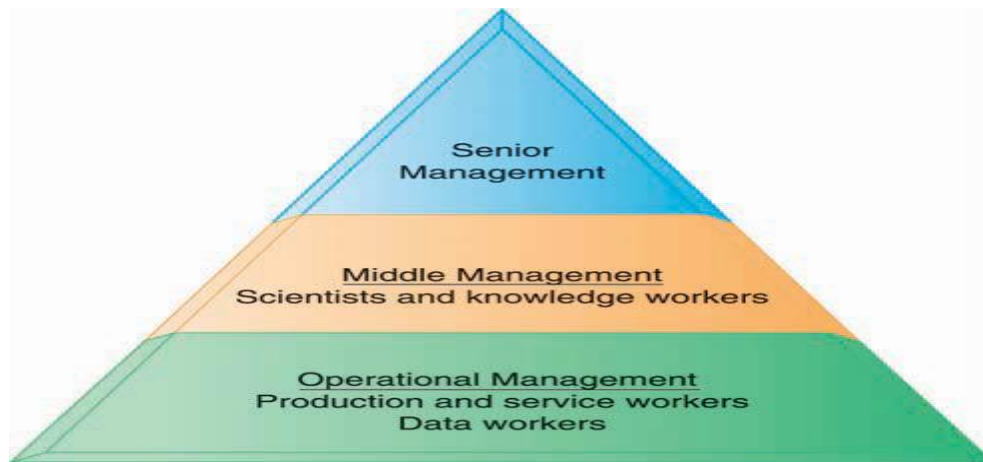 Senior
Management
Middle Management
Scientists and knowledge workers
Operational Management
Production and service workers
Data workers